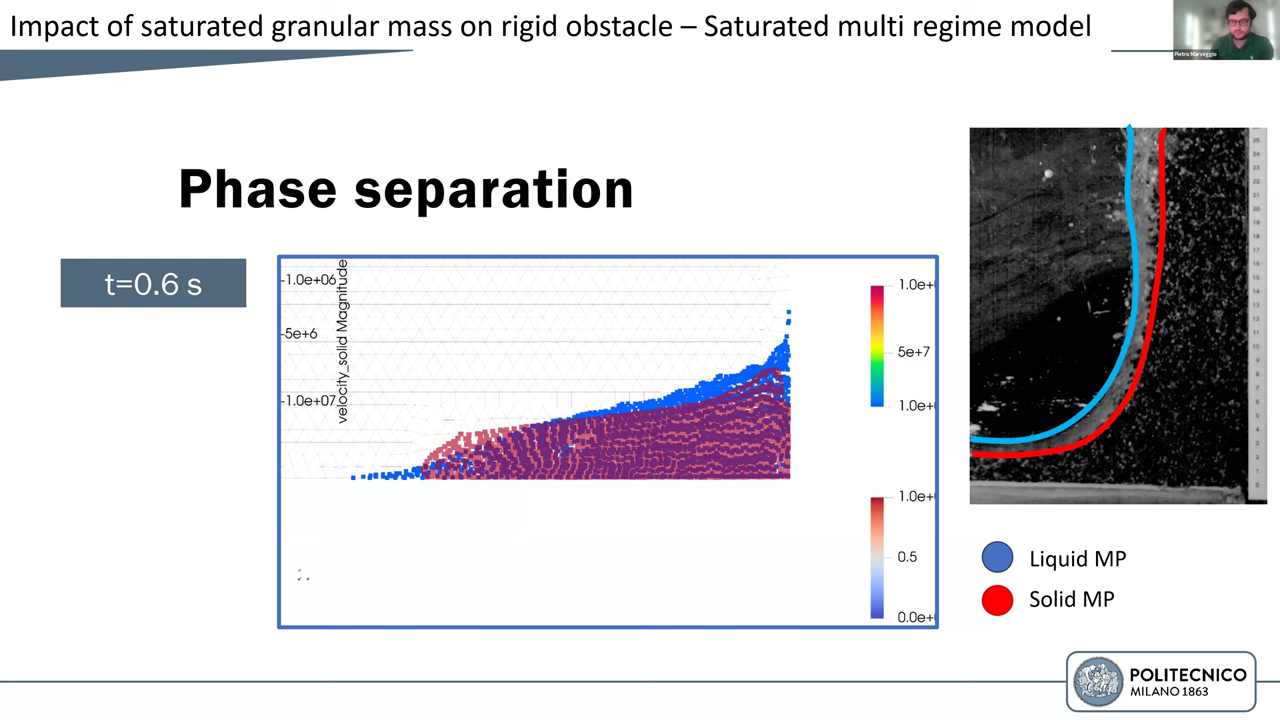 Impact of saturated granular mass on rigid obstacle – Saturated multi regime model
Pietro Marveggio
Phase separation
t=0.6 s
velocity_solid Magnitude
-1.0e+06
-5e+6
-1.0e+07
1.0e+
5e+7
1.0e+
1.0e+
0.5
0.0e+
Liquid MP
Solid MP
POLITECNICO
MILANO 1863